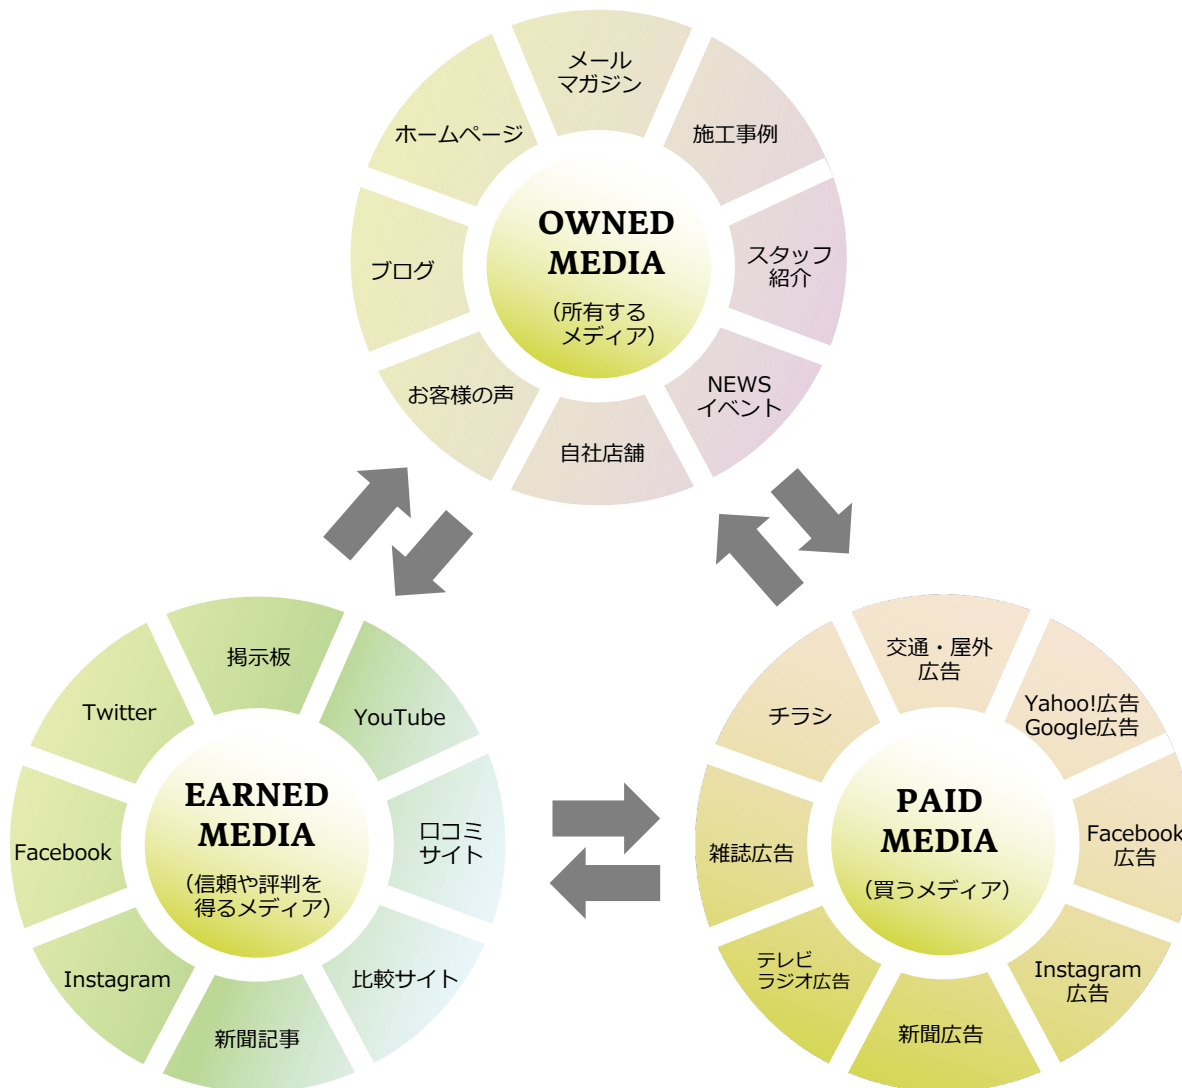 メール
マガジン
施工事例
スタッフ
紹介
NEWS
イベント
自社店舗
お客様の声
ブログ
ホームページ
OWNED
MEDIA
（所有する
メディア）
掲示板
YouTube
口コミ
サイト
比較サイト
新聞記事
Instagram
Facebook
Twitter
EARNED
MEDIA
（信頼や評判を
得るメディア）
交通・屋外
広告
Yahoo!広告
Google広告
Facebook
広告
Instagram
広告
新聞広告
テレビ
ラジオ広告
雑誌広告
チラシ
PAID
MEDIA
（買うメディア）